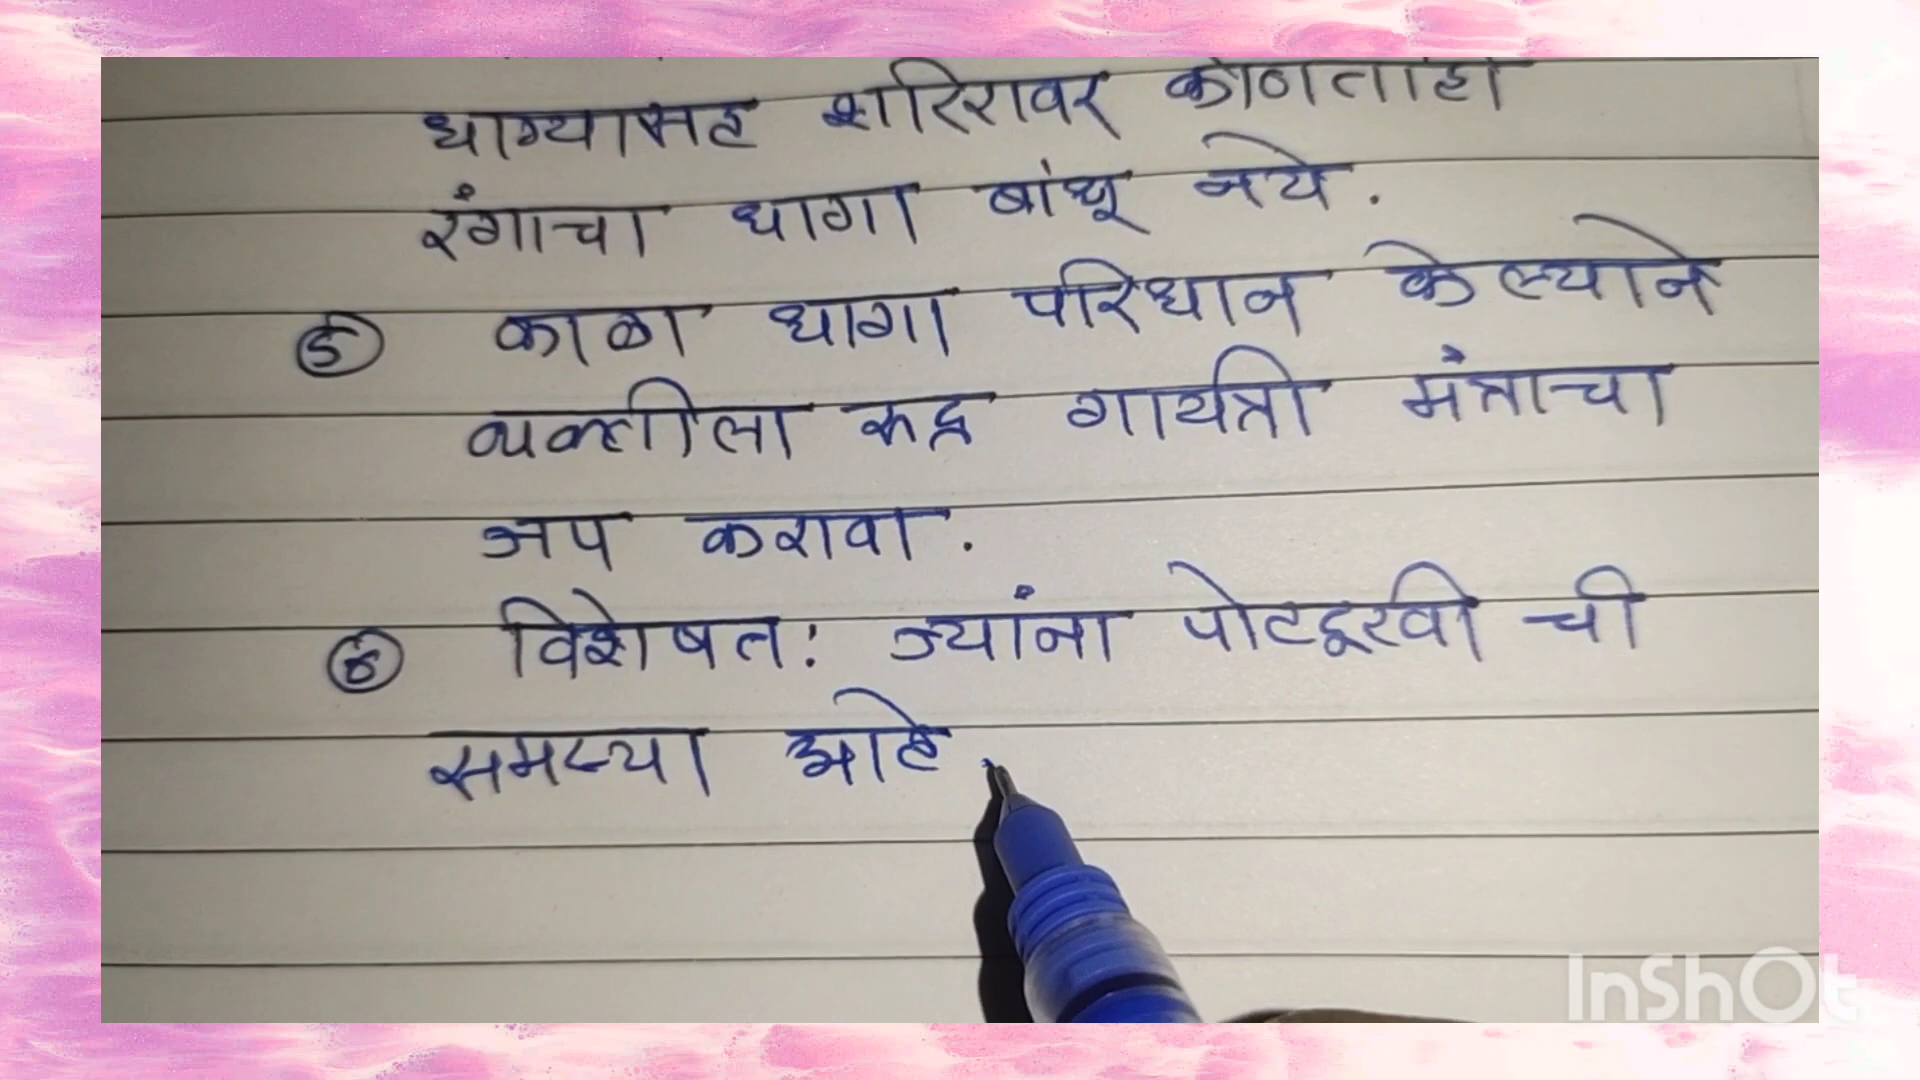 धाग्यासह शरिरावर कोणताही
रंगाचा धागा बांधू नये.
5 काळा धागा परिधान केल्याने
व्यक्तीला रूद्र गायत्री मंत्राचा
जप करावा.
6 विशेषत: ज्यांना पोटदूखी ची
समस्या आहे
InShOt